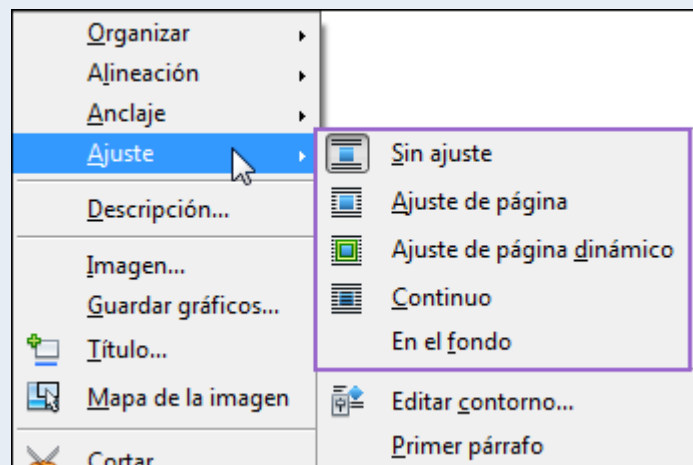 Organizar
Alineación
Anclaje
Ajuste
Descripción...
Imagen...
Guardar gráficos...
Título...
Mapa de la imagen
Cortar
Sin ajuste
Ajuste de página
Ajuste de página dinámico
Continuo
En el fondo
Editar contorno...
Primer párrafo